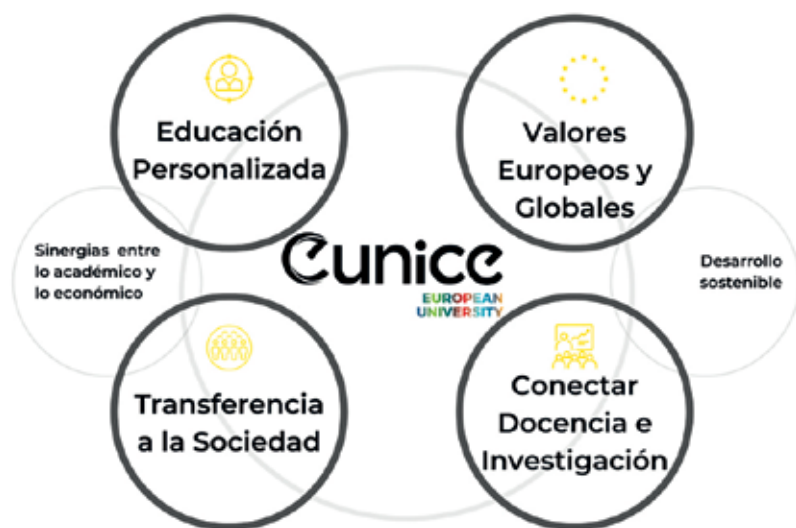 Educación
Personalizada
Valores
Europeos y
Globales
Sinergias entre
lo académico y
lo económico
eunice
EUROPEAN
UNIVERSITY
Desarrollo
sostenible
Transferencia
a la Sociedad
Conectar
Docencia e
Investigación